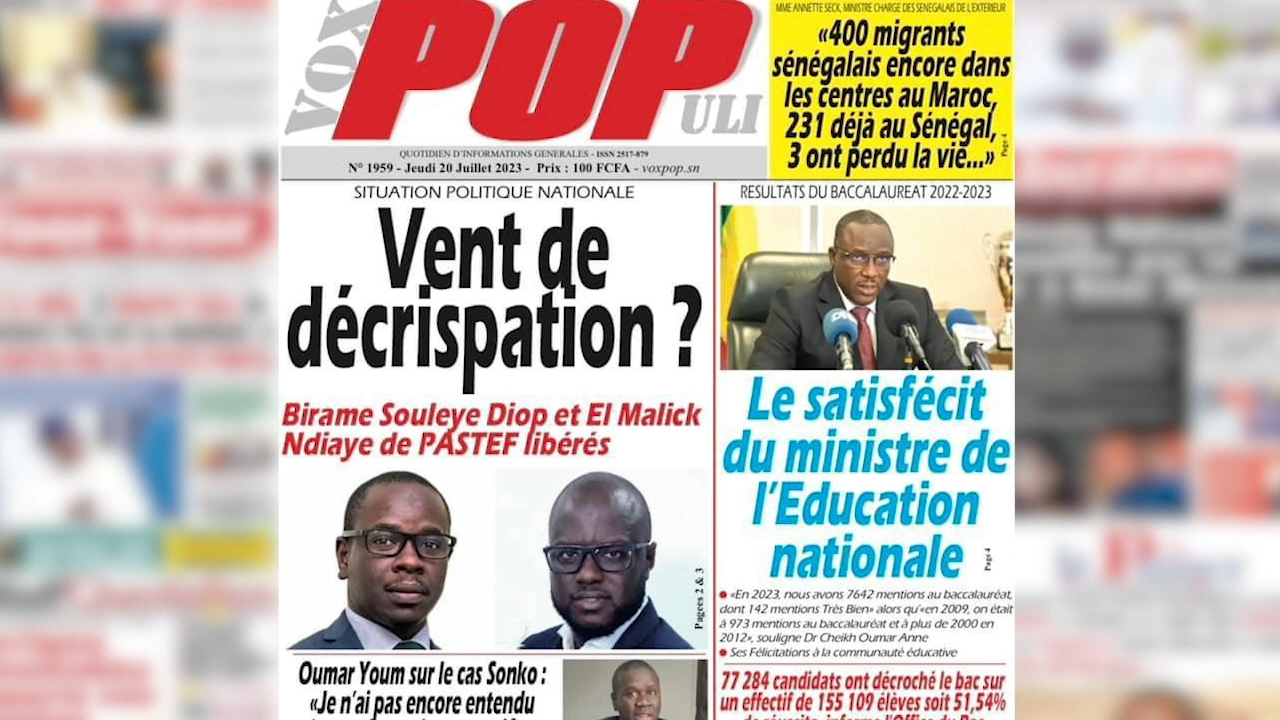 VOX
POP
ULI
QUOTIDIEN D'INFORMATIONS GENERALES - ISSN 2517-879
N° 1959 - Jeudi 20 Juillet 2023 - Prix : 100 FCFA - voxpop.sn
MME ANNETTE SECK, MINISTRE CHARGE DES SENEGALAIS DE L'EXTERIEUR
«400 migrants
sénégalais encore dans
les centres au Maroc,
231 déjà au Sénégal,
3 ont perdu la vie...»
Page 4
SITUATION POLITIQUE NATIONALE
Vent de
décrispation ?
Birame Souleye Diop et El Malick
Ndiaye de PASTEF libérés
Pagees 2 & 3
Oumar Youm sur le cas Sonko :
«Je n'ai pas encore entendu
RESULTATS DU BACCALAUREAT 2022-2023
Le satisfécit
du ministre de
l'Education
nationale
Page 4
● «En 2023, nous avons 7642 mentions au baccalauréat,
dont 142 mentions Très Bien» alors qu'«en 2009, on était
à 973 mentions au baccalauréat et à plus de 2000 en
2012», souligne Dr Cheikh Oumar Anne
● Ses Félicitations à la communauté éducative
77 284 candidats ont décroché le bac sur
un effectif de 155 109 élèves soit 51,54%
de réussite, informe l'Office du Bac